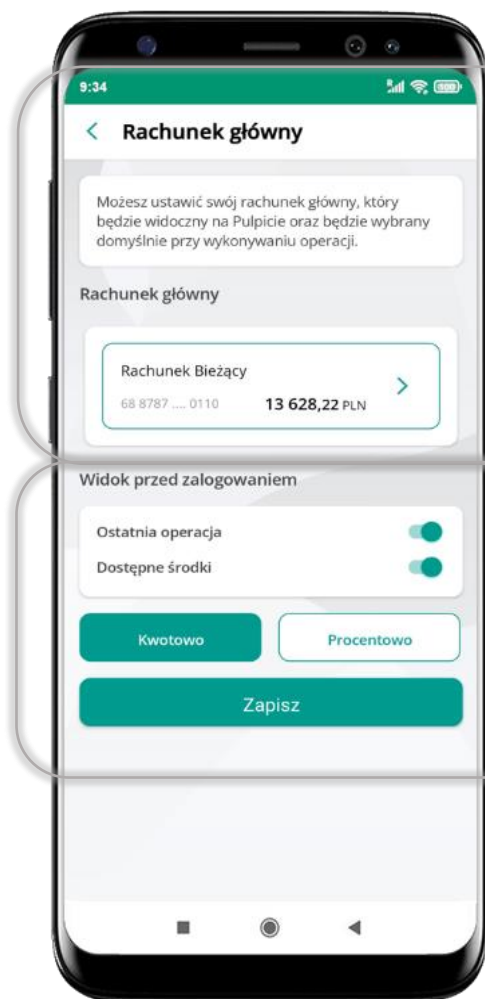 9:34
Rachunek główny
Możesz ustawić swój rachunek główny, który
będzie widoczny na Pulpicie oraz będzie wybrany
domyślnie przy wykonywaniu operacji.
Rachunek główny
Rachunek Bieżący
68 8787 .... 0110 13 628,22 PLN
Widok przed zalogowaniem
Ostatnia operacja
Dostępne środki
Kwotowo Procentowo
Zapisz